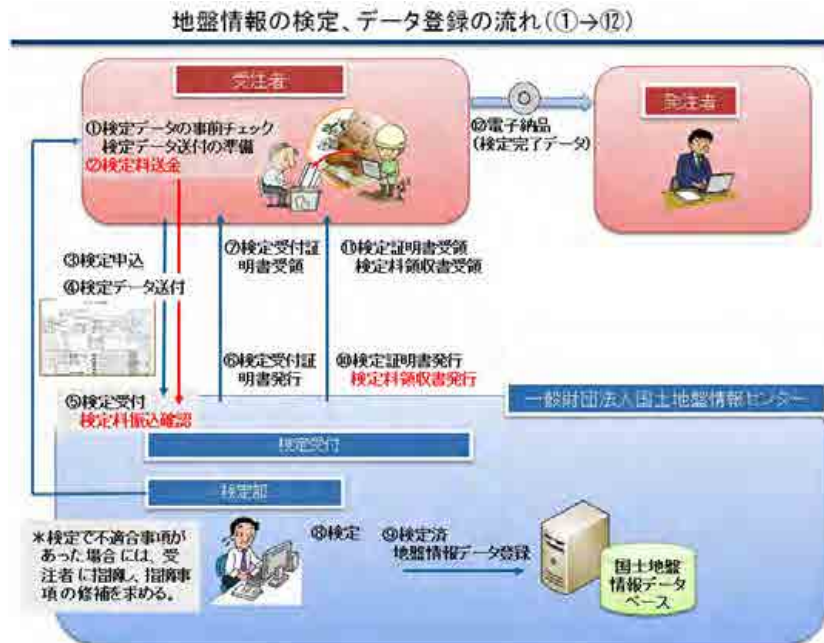 地盤情報の検定、データ登録の流れ(①→⑫)
受注者
発注者
①検定データの事前チェック
検定データ送付の準備
②検定料送金
⑫電子納品
(検定完了データ)
③検定申込
④検定データ送付
⑦検定受付証
明書受領
⑪検定証明書受領
検定料領収書受領
⑥検定受付証
明書発行
⑩検定証明書発行
検定料領収書発行
⑤検定受付
検定料振込確認
一般財団法人国土地盤情報センター
検定受付
検定部
*検定で不適合事項が
あった場合には、受
注者に指摘し、指摘事
項の修補を求める。
⑧検定
⑨検定済
地盤情報データ登録
国土地盤
情報データ
ベース